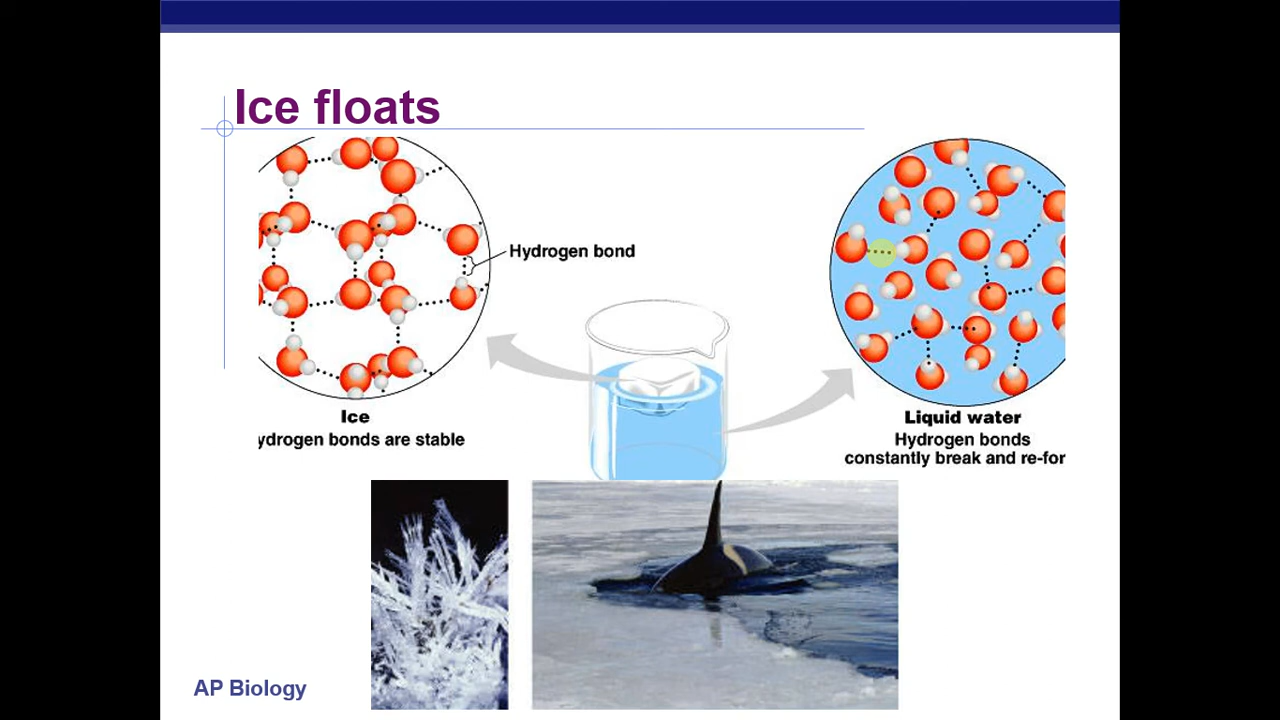 Ice floats
Hydrogen bond
Ice
ydrogen bonds are stable
Liquid water
Hydrogen bonds
constantly break and re-for
AP Biology